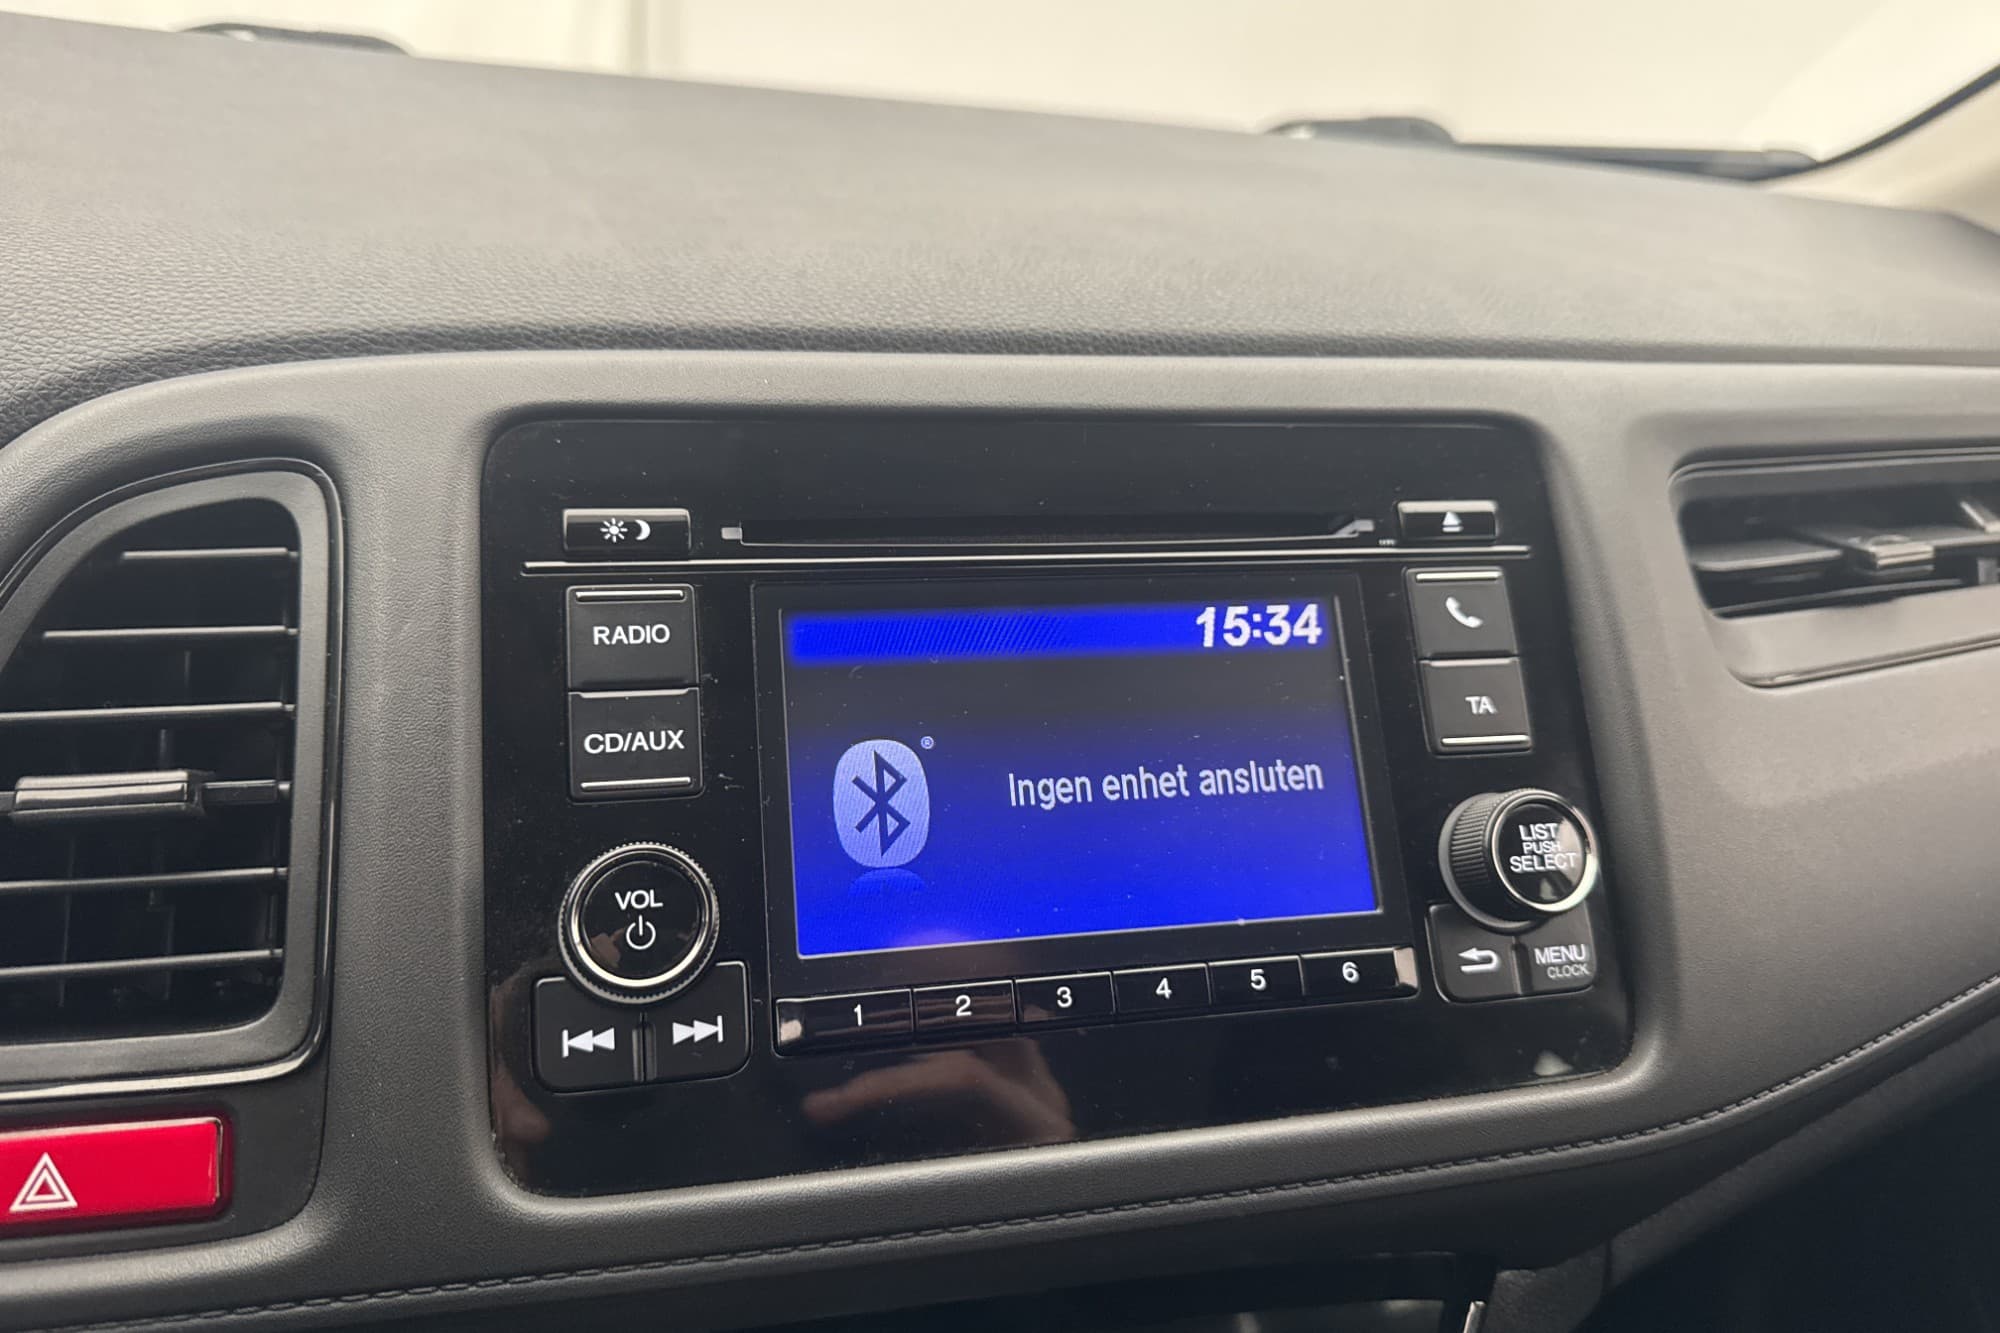 RADIO
CD/AUX
VOL
15:34
®
Ingen enhet ansluten
1 2 3 4 5 6
TA
LIST
PUSH
SELECT
MENU
CLOCK